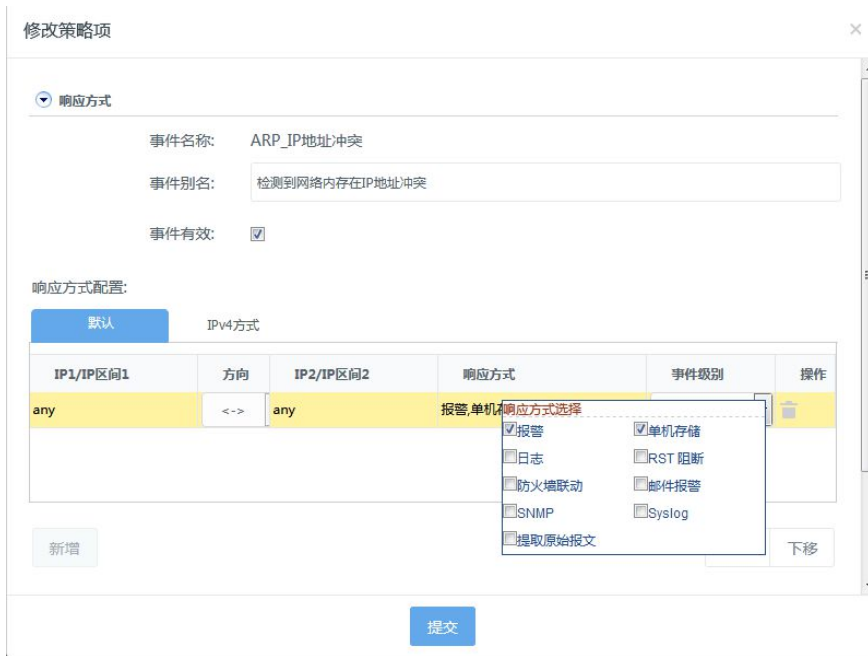 修改策略项
×
响应方式
事件名称: ARP_IP地址冲突
事件别名: 检测到网络内存在IP地址冲突
事件有效:
响应方式配置:
默认 IPv4方式
IP1/IP区间1 方向 IP2/IP区间2 响应方式 事件级别 操作
any <-> any 报警,单机存
响应方式选择
报警 单机存储
日志 RST 阻断
防火墙联动 邮件报警
SNMP Syslog
提取原始报文
新增 下移
提交